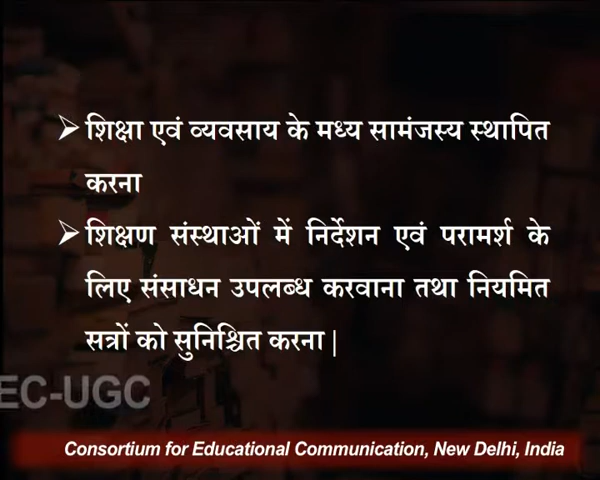 ➢ शिक्षा एवं व्यवसाय के मध्य सामंजस्य स्थापित
करना
➢ शिक्षण संस्थाओं में निर्देशन एवं परामर्श के
लिए संसाधन उपलब्ध करवाना तथा नियमित
सत्रों को सुनिश्चित करना |
EC-UGC
Consortium for Educational Communication, New Delhi, India